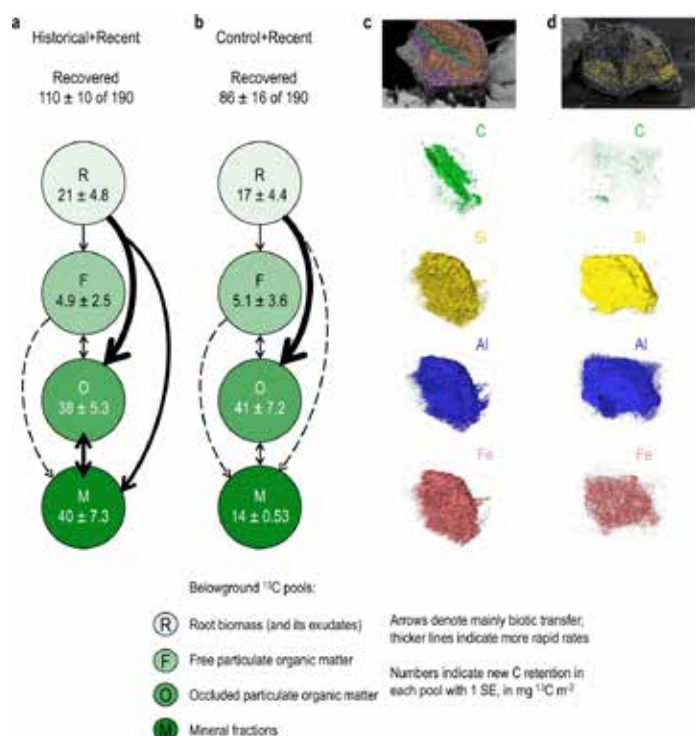 a
Historical+Recent
Recovered
110 ± 10 of 190
R
21 ± 4.8
F
4.9 ± 2.5
O
38 ± 5.3
M
40 ± 7.3
b
Control+Recent
Recovered
86 ± 16 of 190
R
17 ± 4.4
F
5.1 ± 3.6
O
41 ± 7.2
M
14 ± 0.53
c
C
Si
Al
Fe
d
C
Si
Al
Fe
Belowground ¹³C pools:
R Root biomass (and its exudates)
F Free particulate organic matter
O Occluded particulate organic matter
M Mineral fractions
Arrows denote mainly biotic transfer;
thicker lines indicate more rapid rates
Numbers indicate new C retention in
each pool with 1 SE, in mg ¹³C m⁻²